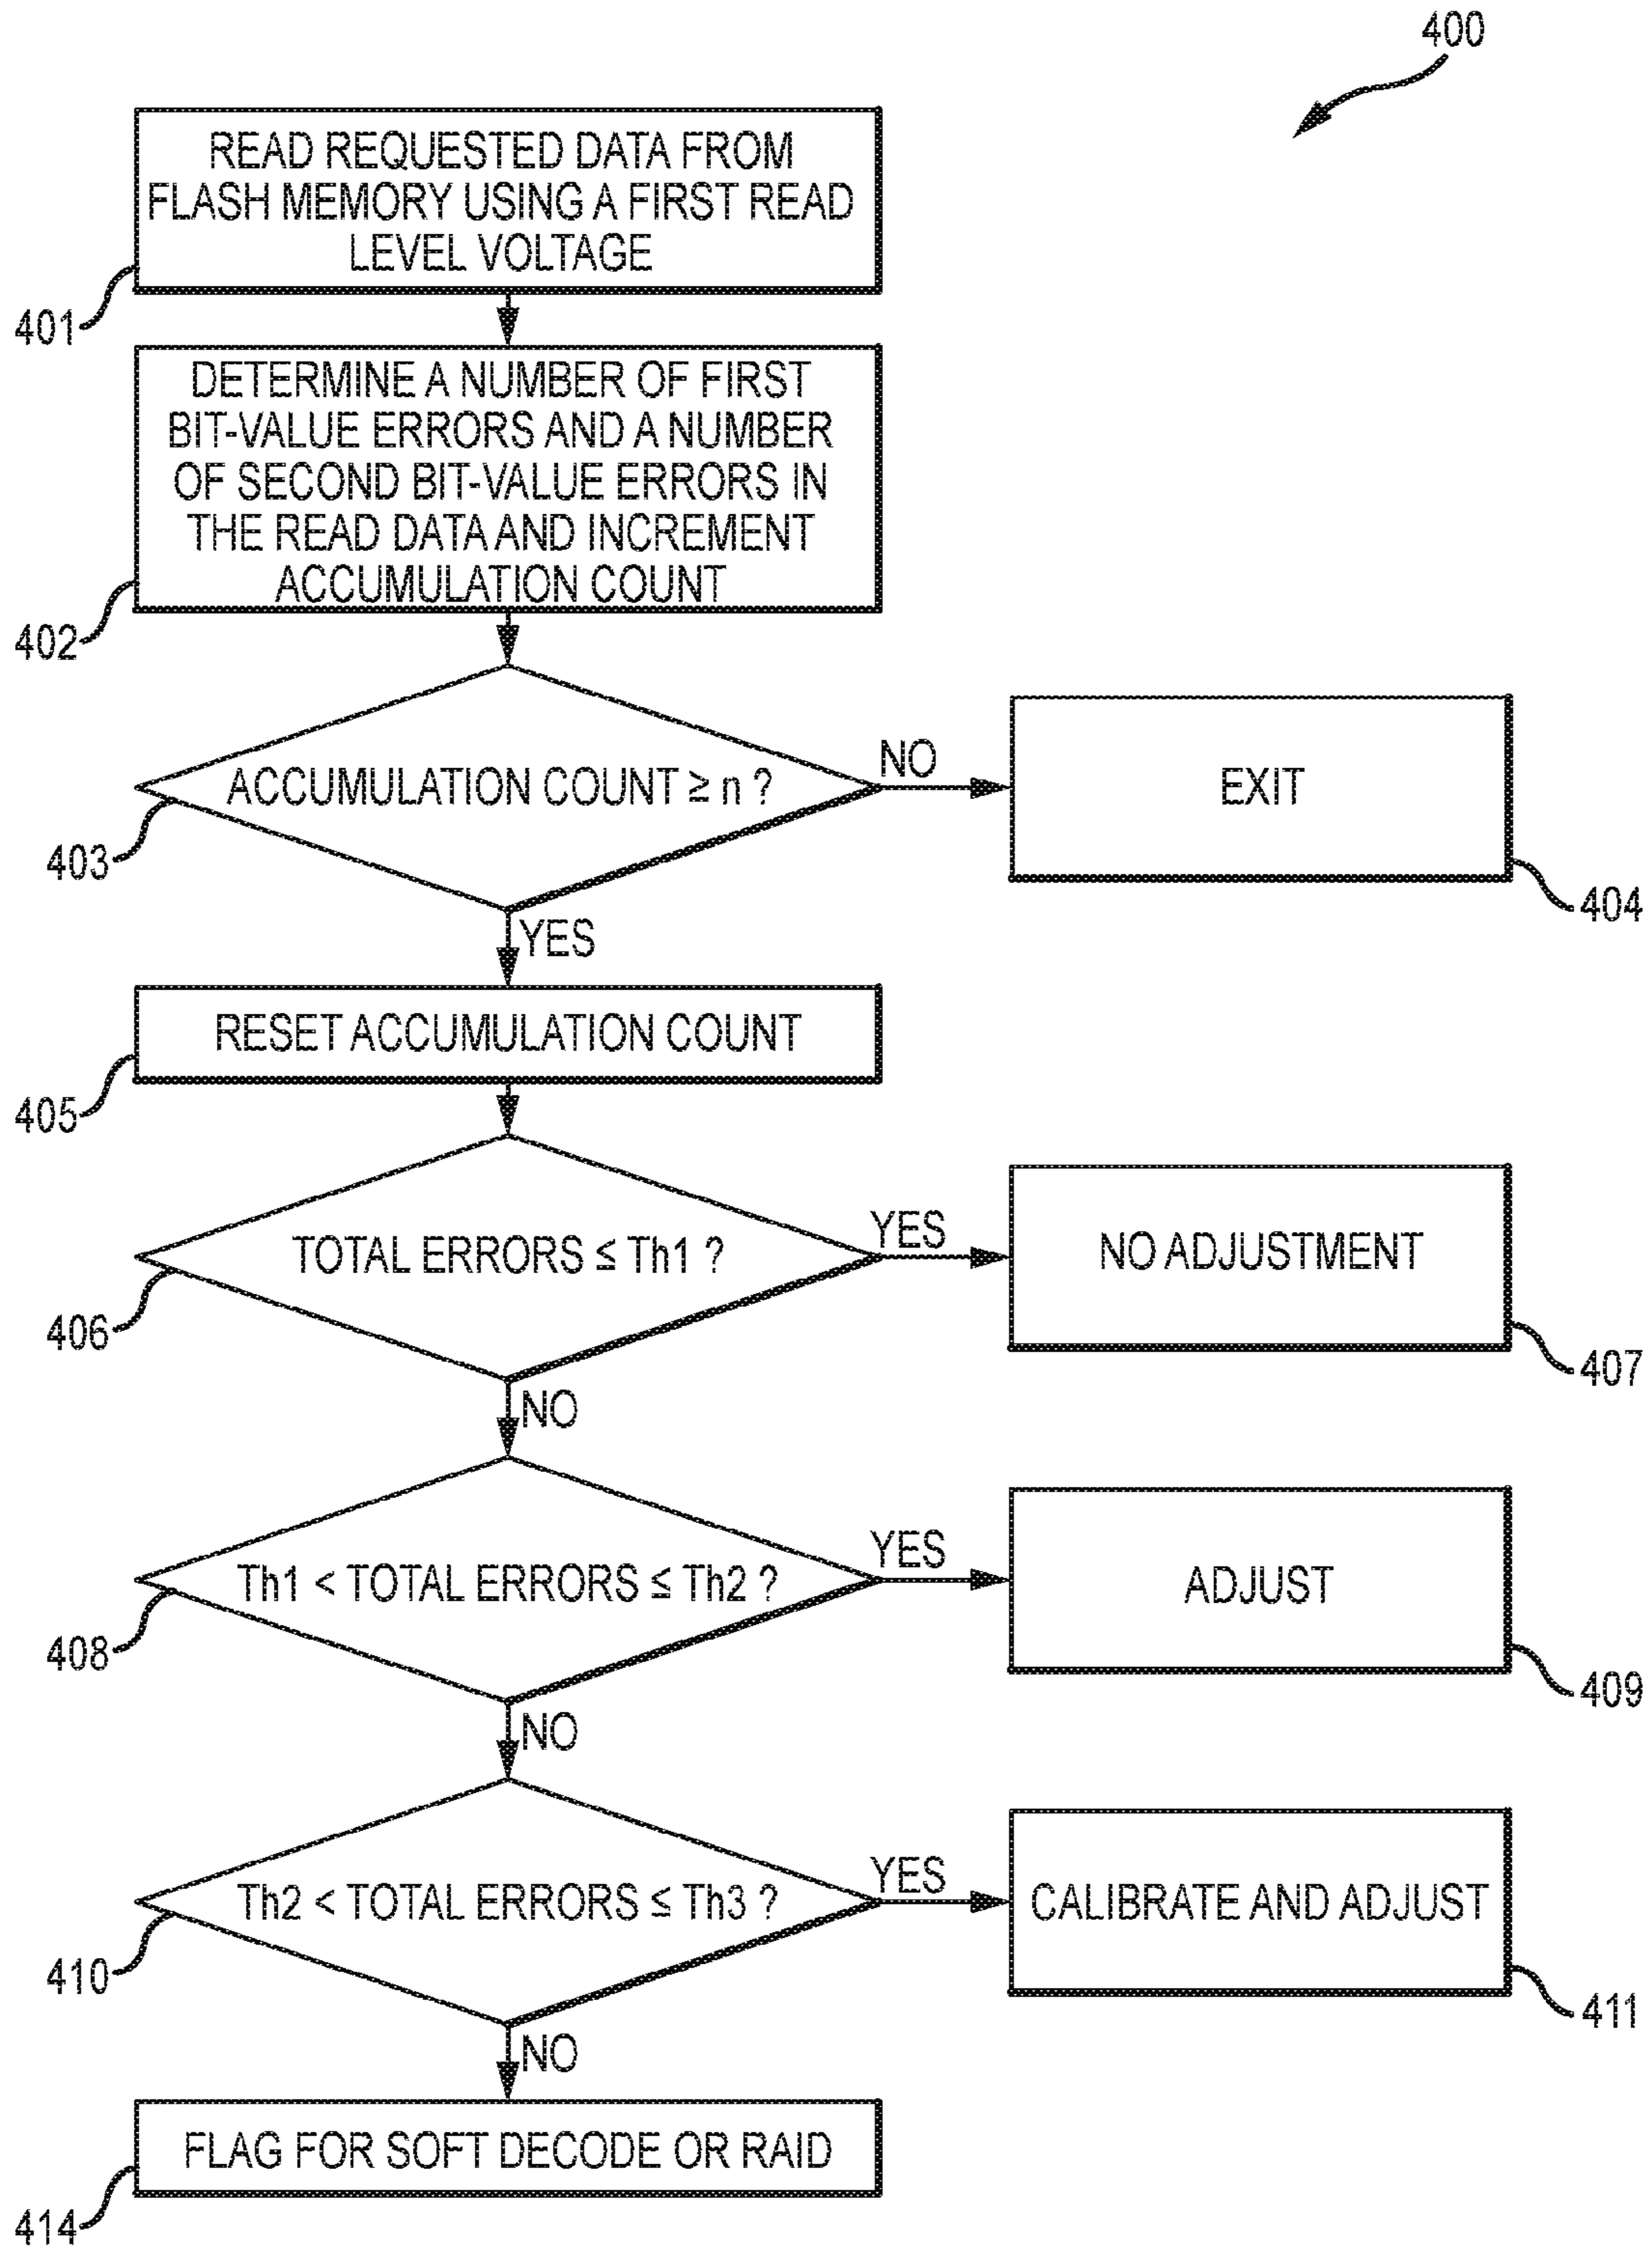 400
READ REQUESTED DATA FROM
FLASH MEMORY USING A FIRST READ
LEVEL VOLTAGE
401
DETERMINE A NUMBER OF FIRST
BIT-VALUE ERRORS AND A NUMBER
OF SECOND BIT-VALUE ERRORS IN
THE READ DATA AND INCREMENT
ACCUMULATION COUNT
402
ACCUMULATION COUNT ≥ n ?
NO
EXIT
403
404
YES
RESET ACCUMULATION COUNT
405
TOTAL ERRORS ≤ Th1 ?
YES
NO ADJUSTMENT
406
407
NO
Th1 < TOTAL ERRORS ≤ Th2 ?
YES
ADJUST
408
409
NO
Th2 < TOTAL ERRORS ≤ Th3 ?
YES
CALIBRATE AND ADJUST
410
411
NO
FLAG FOR SOFT DECODE OR RAID
414